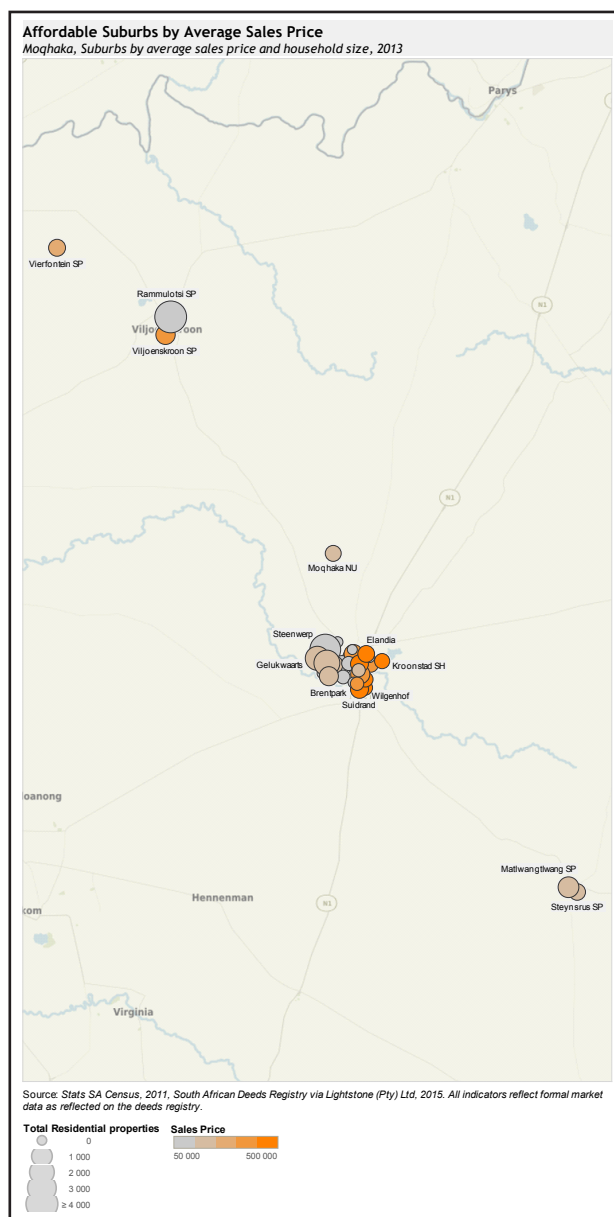 Affordable Suburbs by Average Sales Price
Moqhaka, Suburbs by average sales price and household size, 2013
Parys
Vierfontein SP
N1
Rammulotsi SP
Viljoenskroon SP
N1
Moqhaka NU
Steenwerp
Elandia
Gelukwaarts
Kroonstad SH
Brentpark
Wilgenhof
Suidrand
loanong
Matlwangtlwang SP
Hennenman
N1
Steynsrus SP
kom
Virginia
Source: Stats SA Census, 2011, South African Deeds Registry via Lightstone (Pty) Ltd, 2015. All indicators reflect formal market
data as reflected on the deeds registry.
Total Residential properties
0
1 000
2 000
3 000
≥ 4 000
Sales Price
50 000
500 000